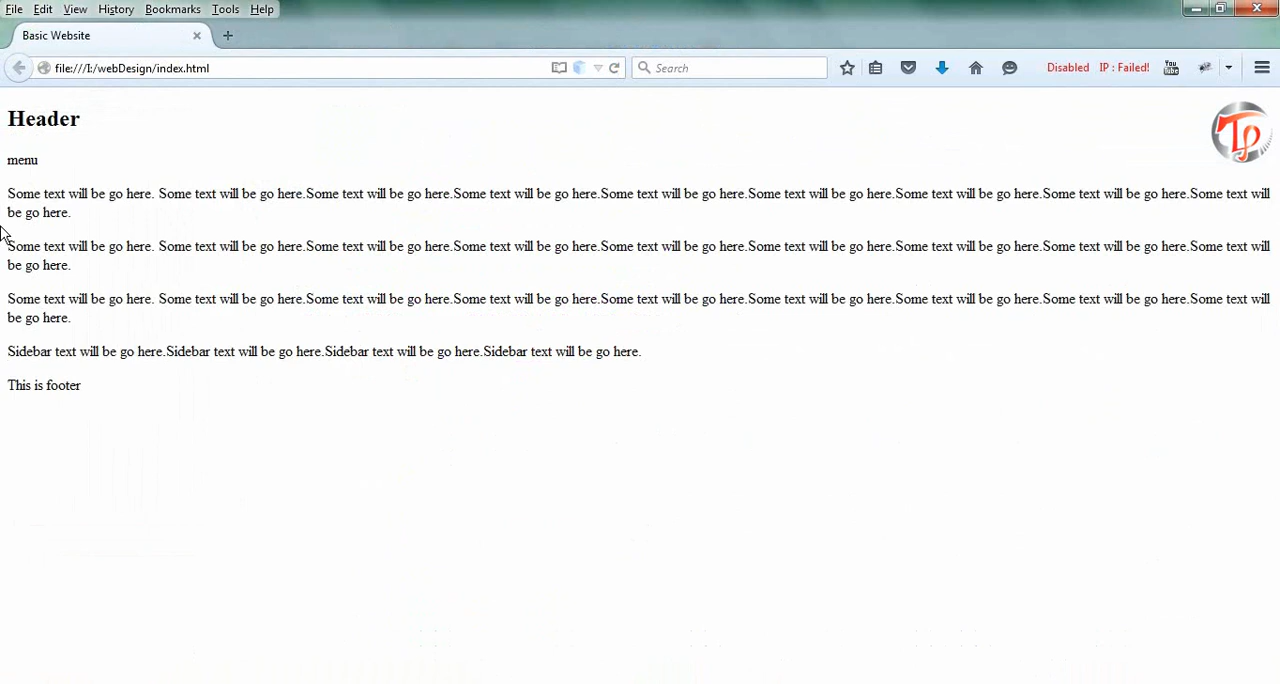 File Edit View History Bookmarks Tools Help
Basic Website
file:///I:/webDesign/index.html
Search
Disabled IP : Failed!
You Tube
Header
Tp
menu
Some text will be go here. Some text will be go here.Some text will be go here.Some text will be go here.Some text will be go here.Some text will be go here.Some text will be go here.Some text will be go here.Some text will
be go here.
Some text will be go here. Some text will be go here.Some text will be go here.Some text will be go here.Some text will be go here.Some text will be go here.Some text will be go here.Some text will be go here.Some text will
be go here.
Some text will be go here. Some text will be go here.Some text will be go here.Some text will be go here.Some text will be go here.Some text will be go here.Some text will be go here.Some text will be go here.Some text will
be go here.
Sidebar text will be go here.Sidebar text will be go here.Sidebar text will be go here.Sidebar text will be go here.
This is footer